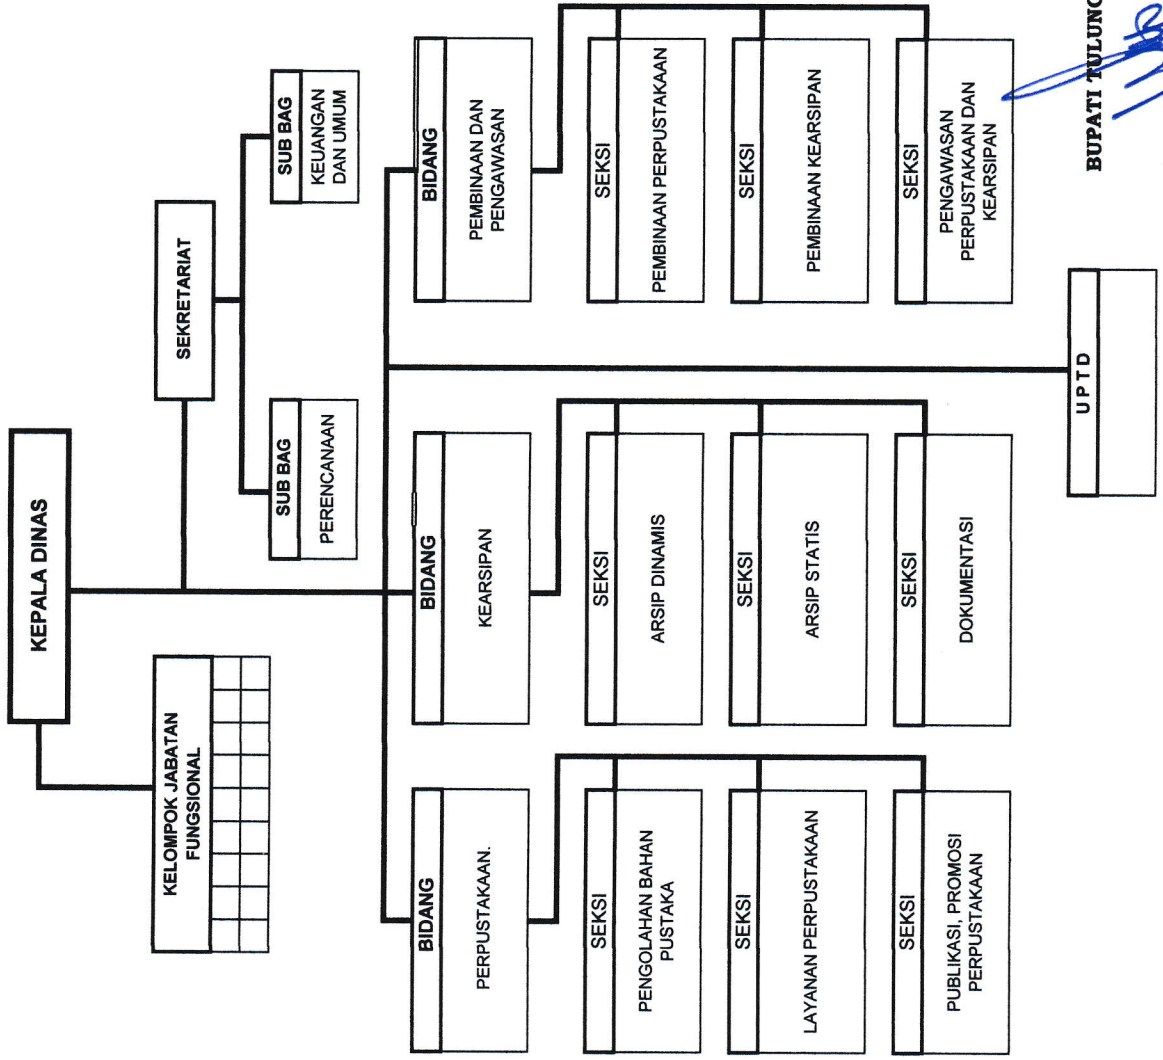 KEPALA DINAS
KELOMPOK JABATAN
FUNGSIONAL
SEKRETARIAT
SUB BAG
PERENCANAAN
SUB BAG
KEUANGAN
DAN UMUM
BIDANG
PERPUSTAKAAN.
BIDANG
KEARSIPAN
BIDANG
PEMBINAAN DAN
PENGAWASAN
SEKSI
PENGOLAHAN BAHAN
PUSTAKA
SEKSI
ARSIP DINAMIS
SEKSI
PEMBINAAN PERPUSTAKAAN
SEKSI
LAYANAN PERPUSTAKAAN
SEKSI
ARSIP STATIS
SEKSI
PEMBINAAN KEARSIPAN
SEKSI
PUBLIKASI, PROMOSI
PERPUSTAKAAN
SEKSI
DOKUMENTASI
SEKSI
PENGAWASAN
PERPUSTAKAAN DAN
KEARSIPAN
U P T D
BUPATI TULUNG